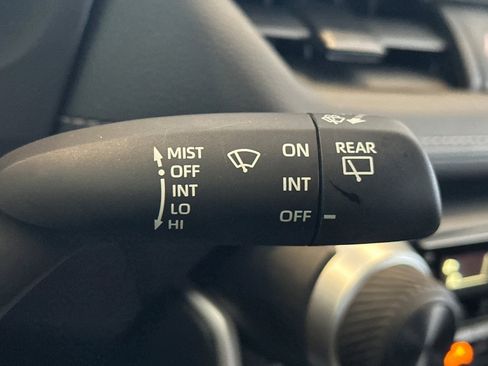 MIST
OFF
INT
LO
HI
ON
INT
OFF
REAR